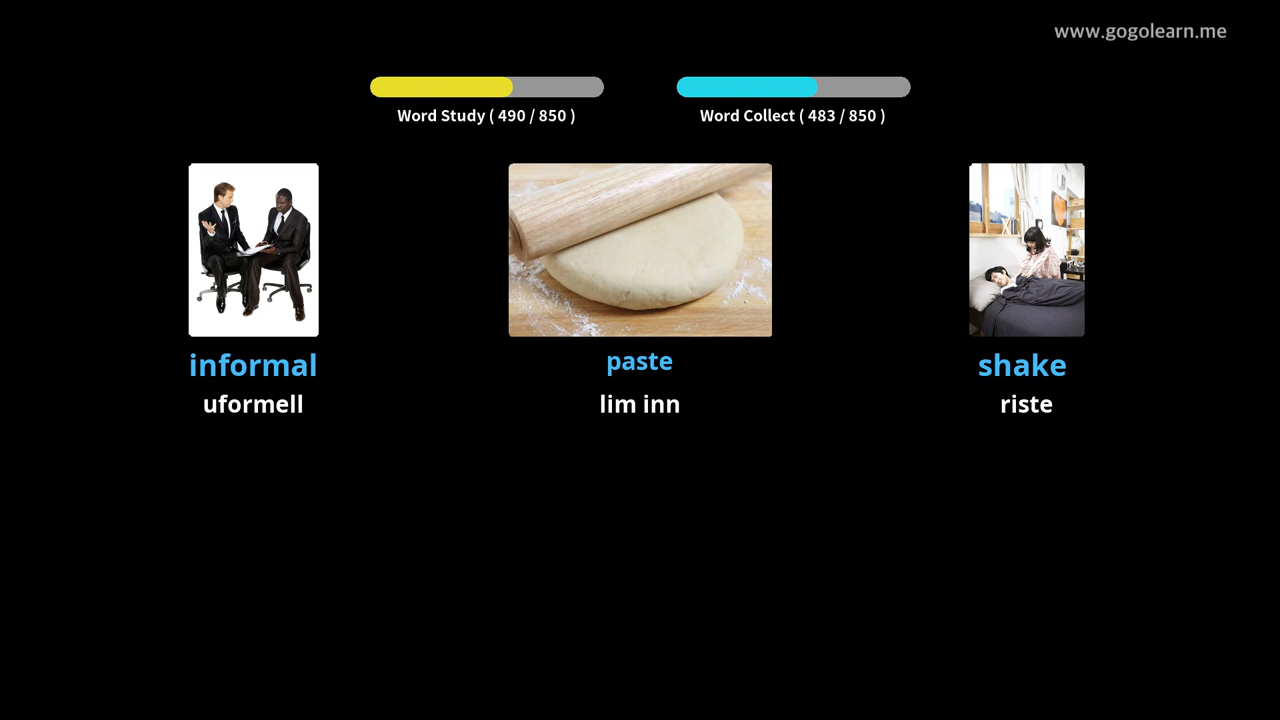 www.gogolearn.me
Word Study ( 490 / 850 )
Word Collect ( 483 / 850 )
informal
paste
shake
uformell
lim inn
riste